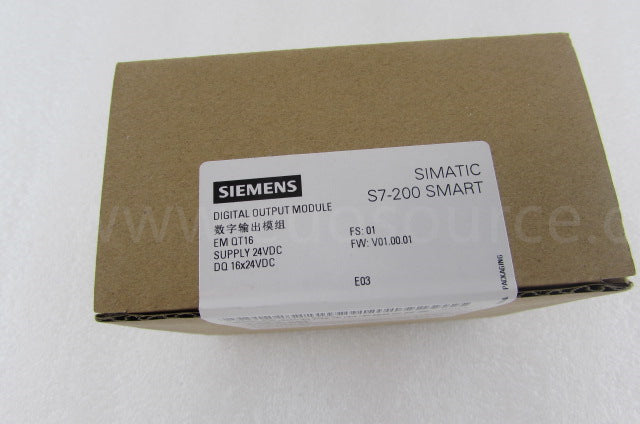 SIEMENS
SIMATIC
S7-200 SMART
DIGITAL OUTPUT MODULE
数字输出模组
EM QT16
SUPPLY 24VDC
DQ 16x24VDC
FS: 01
FW: V01.00.01
E03
PACKAGING